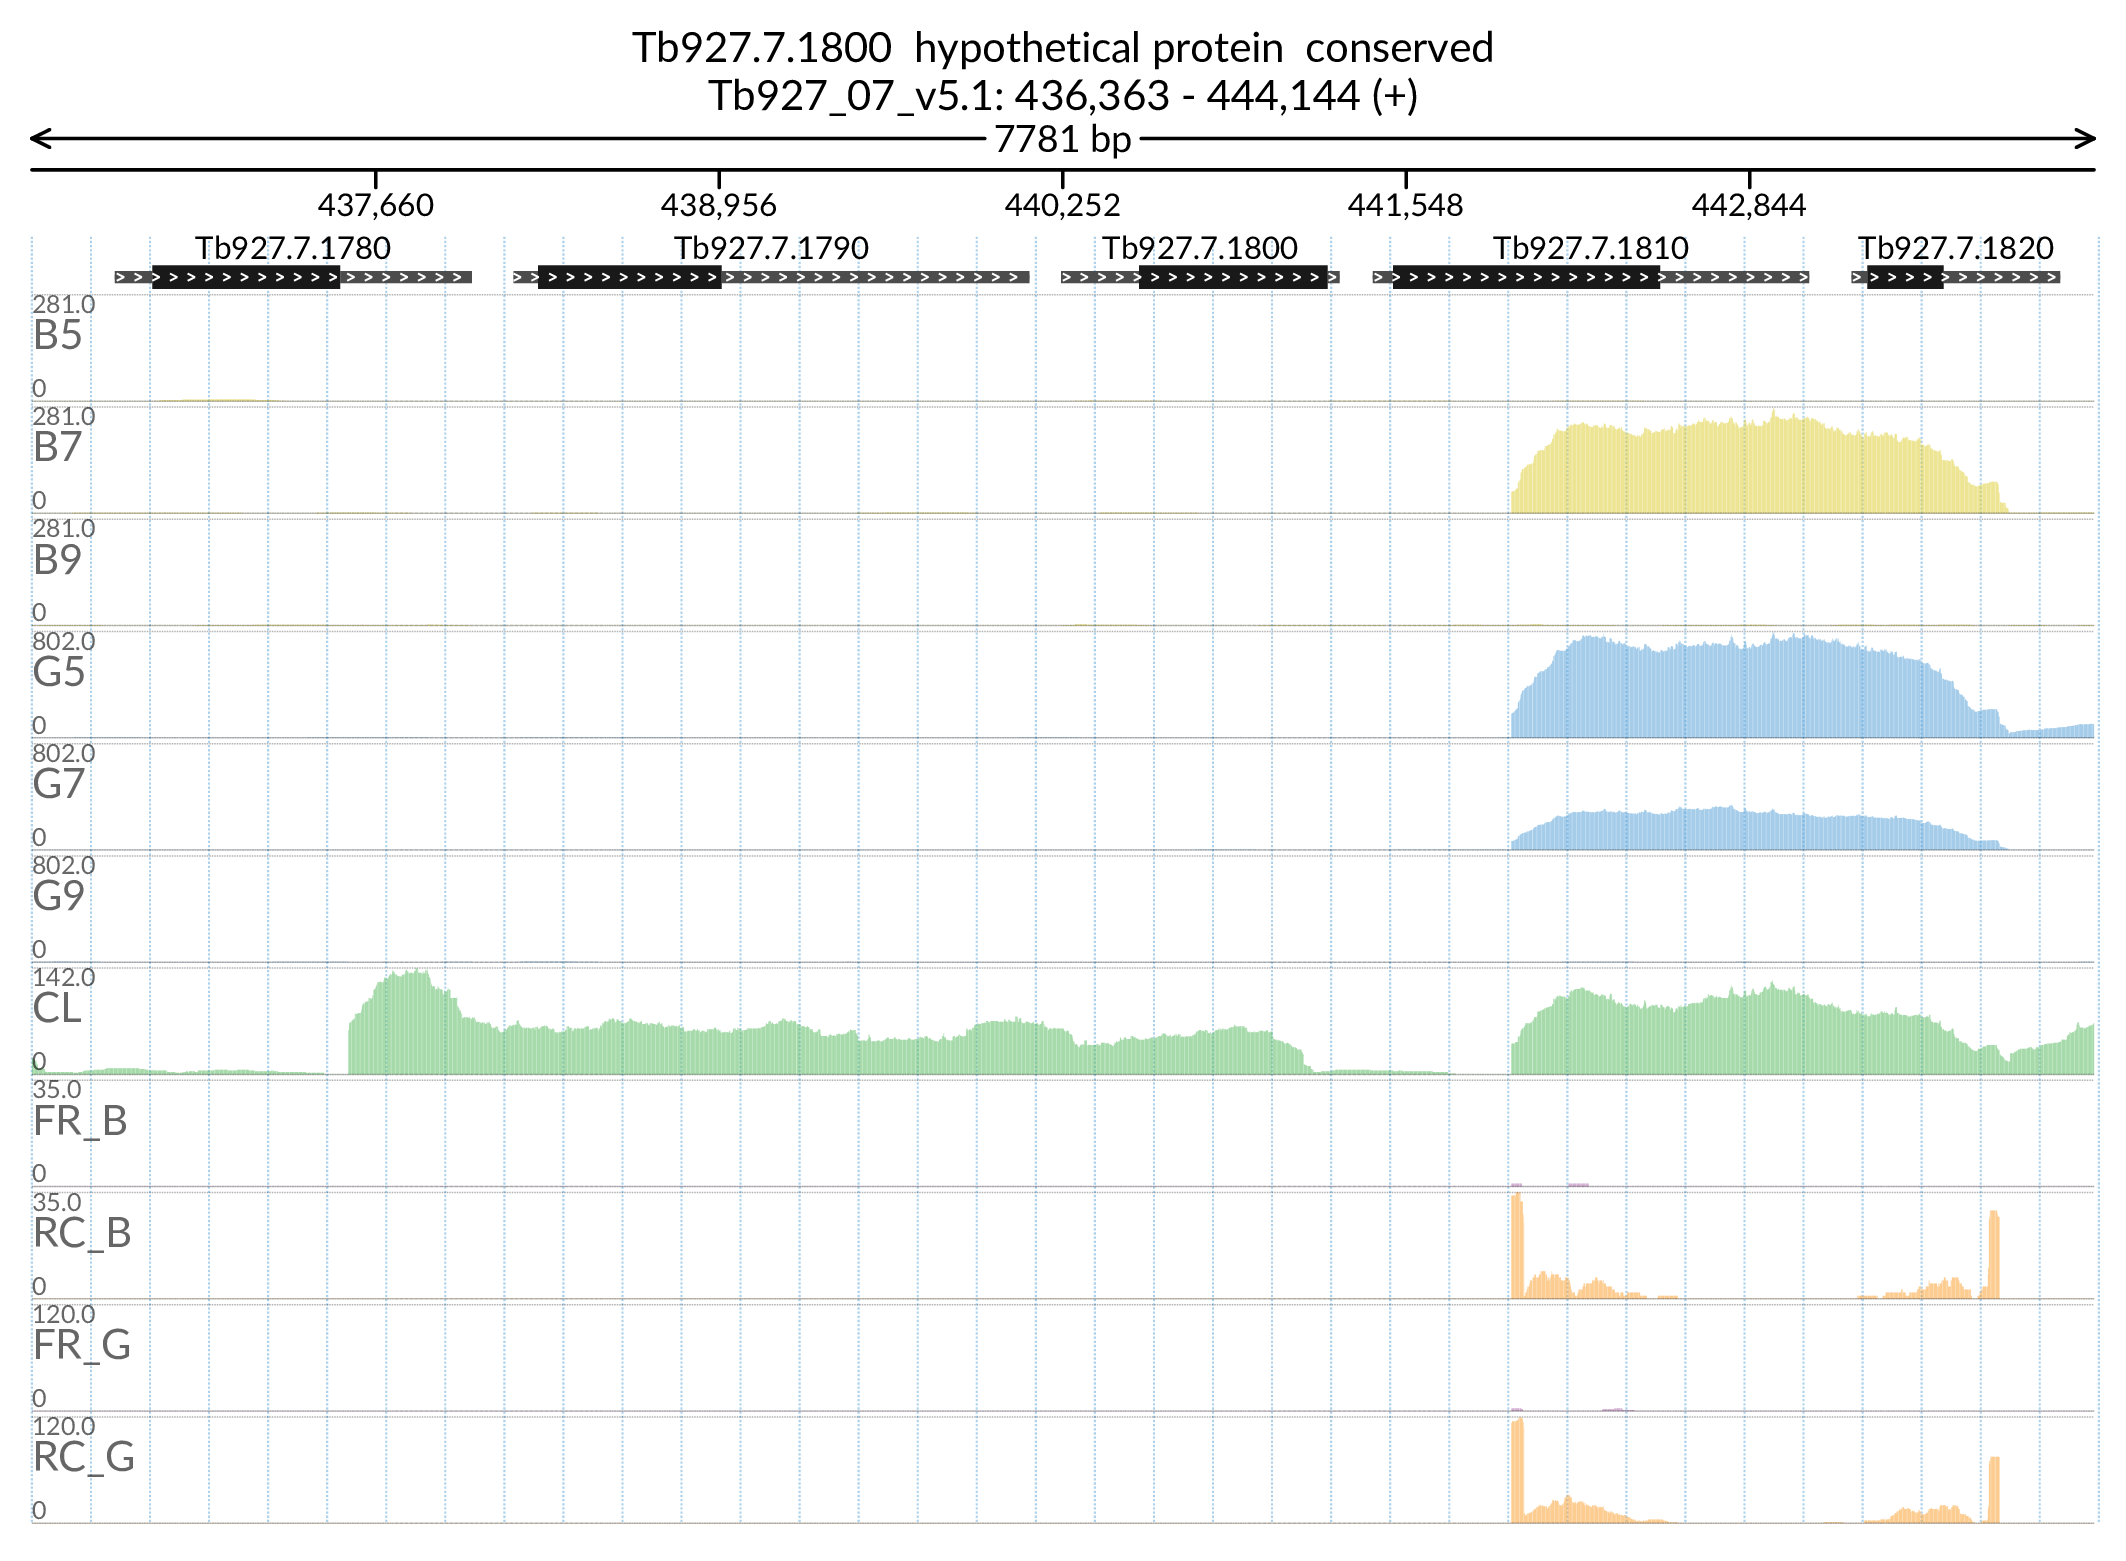 Tb927.7.1800  hypothetical protein  conserved
Tb927_07_v5.1: 436,363 - 444,144 (+)
7781 bp
437,660 438,956 440,252 441,548 442,844
Tb927.7.1780 Tb927.7.1790 Tb927.7.1800 Tb927.7.1810 Tb927.7.1820
281.0
B5
0
281.0
B7
0
281.0
B9
0
802.0
G5
0
802.0
G7
0
802.0
G9
0
142.0
CL
0
35.0
FR_B
0
35.0
RC_B
0
120.0
FR_G
0
120.0
RC_G
0